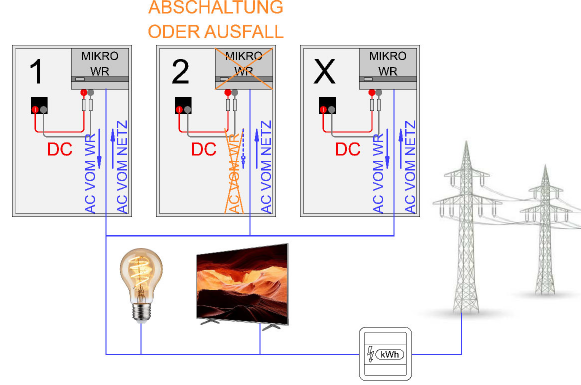 ABSCHALTUNG
ODER AUSFALL
1
MIKRO
WR
DC
AC VOM WR
AC VOM NETZ
2
MIKRO
WR
DC
AC VOM WR
AC VOM NETZ
X
MIKRO
WR
DC
AC VOM WR
AC VOM NETZ
kWh